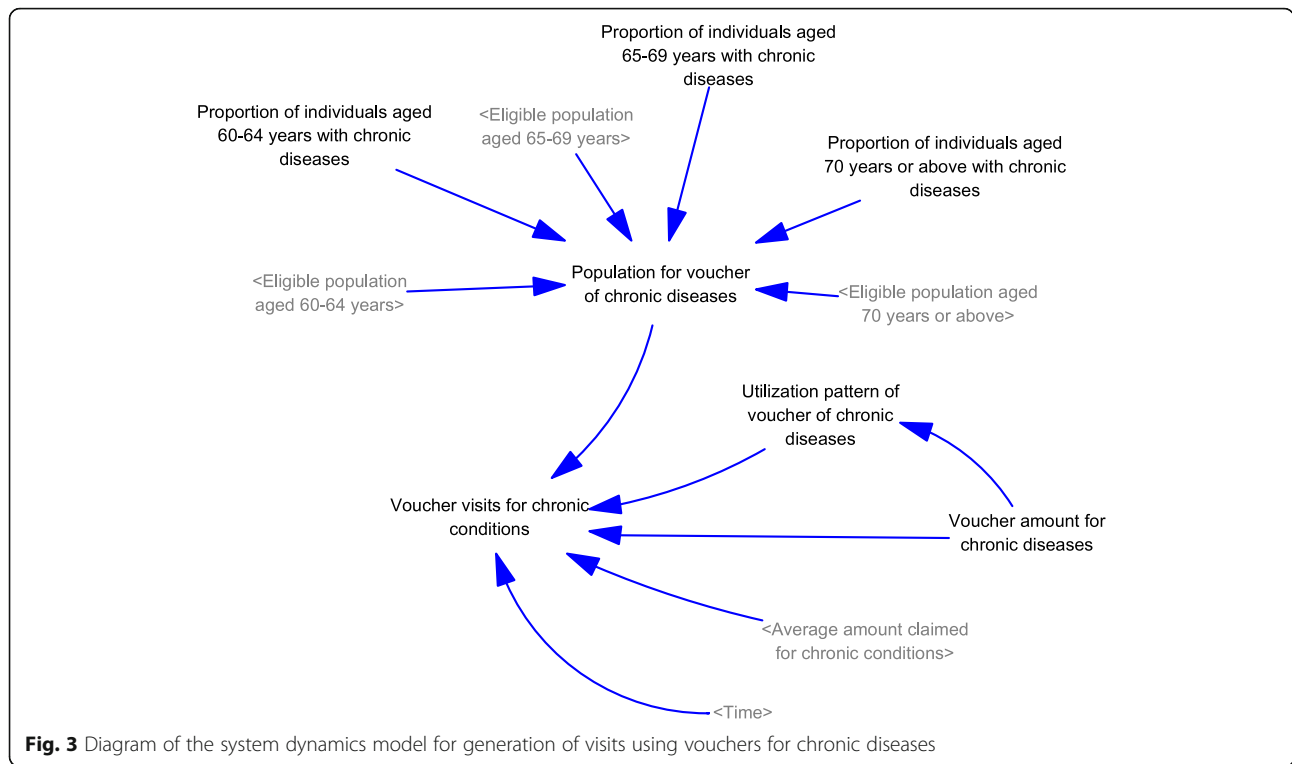 Proportion of individuals aged
65-69 years with chronic
diseases
Proportion of individuals aged
60-64 years with chronic
diseases
<Eligible population
aged 65-69 years>
Proportion of individuals aged
70 years or above with chronic
diseases
<Eligible population
aged 60-64 years>
Population for voucher
of chronic diseases
<Eligible population aged
70 years or above>
Utilization pattern of
voucher of chronic
diseases
Voucher visits for chronic
conditions
Voucher amount for
chronic diseases
<Average amount claimed
for chronic conditions>
<Time>
Fig. 3 Diagram of the system dynamics model for generation of visits using vouchers for chronic diseases